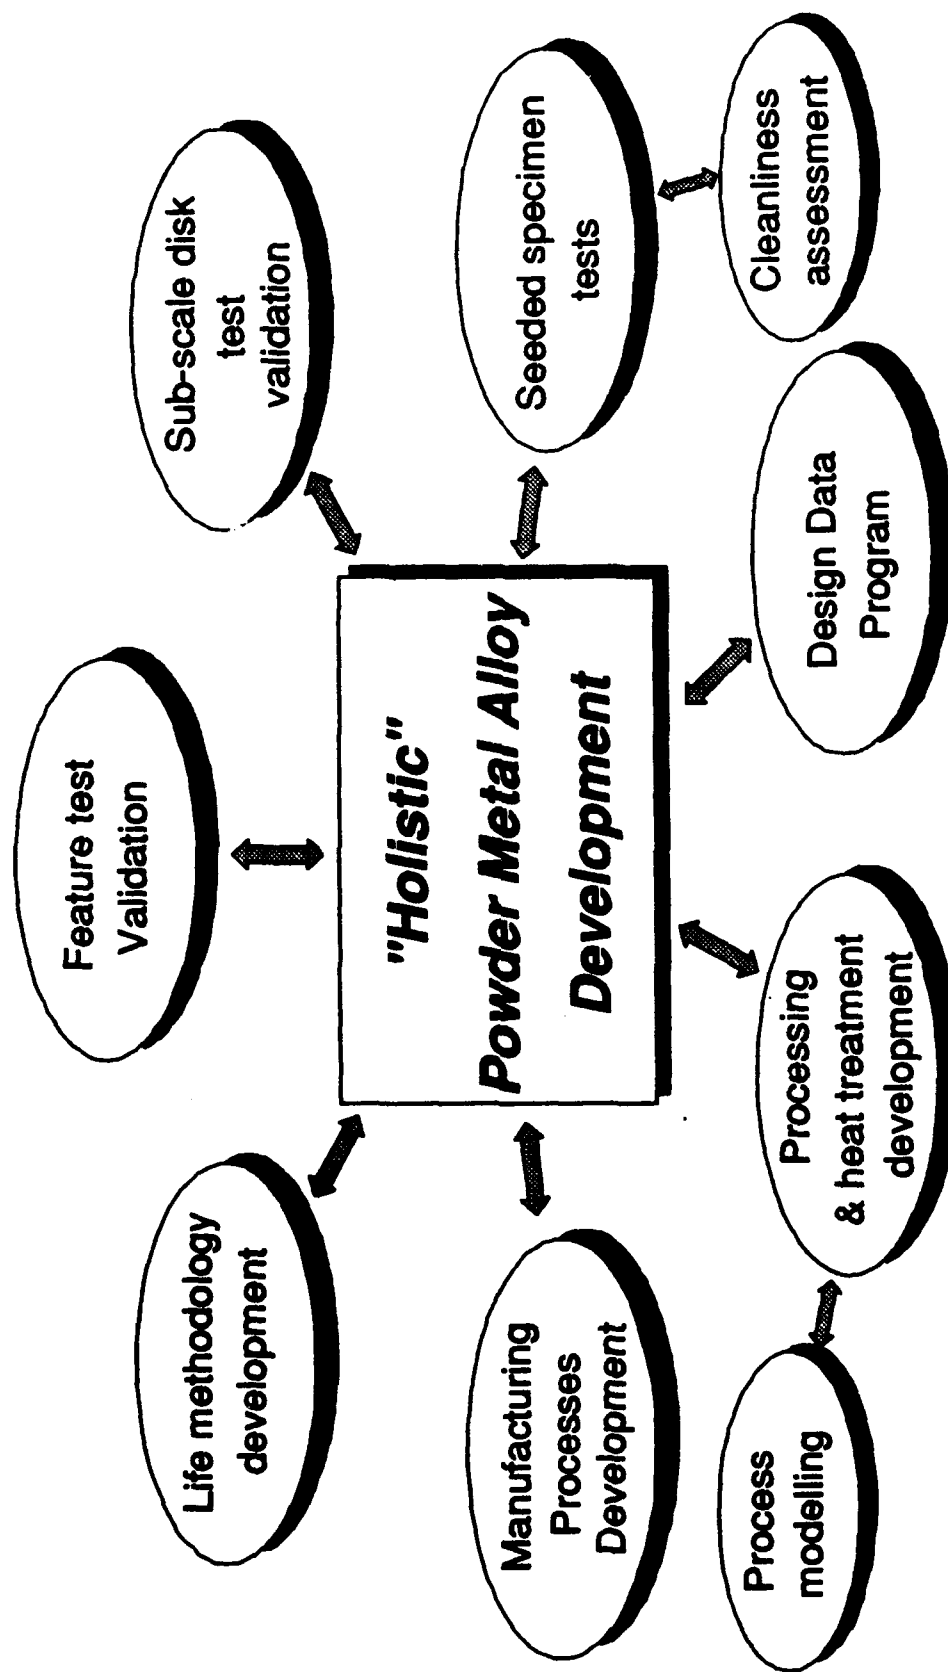 Feature test
Validation
Life methodology
development
Sub-scale disk
test
validation
"Holistic"
Powder Metal Alloy
Development
Manufacturing
Processes
Development
Seeded specimen
tests
Process
modelling
Processing
& heat treatment
development
Design Data
Program
Cleanliness
assessment